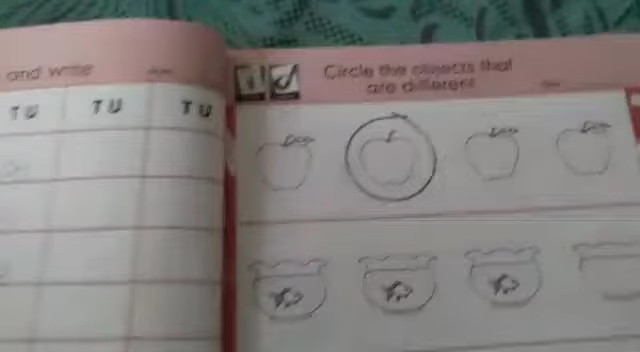 and write
T U T U T U
Circle the objects that
are different